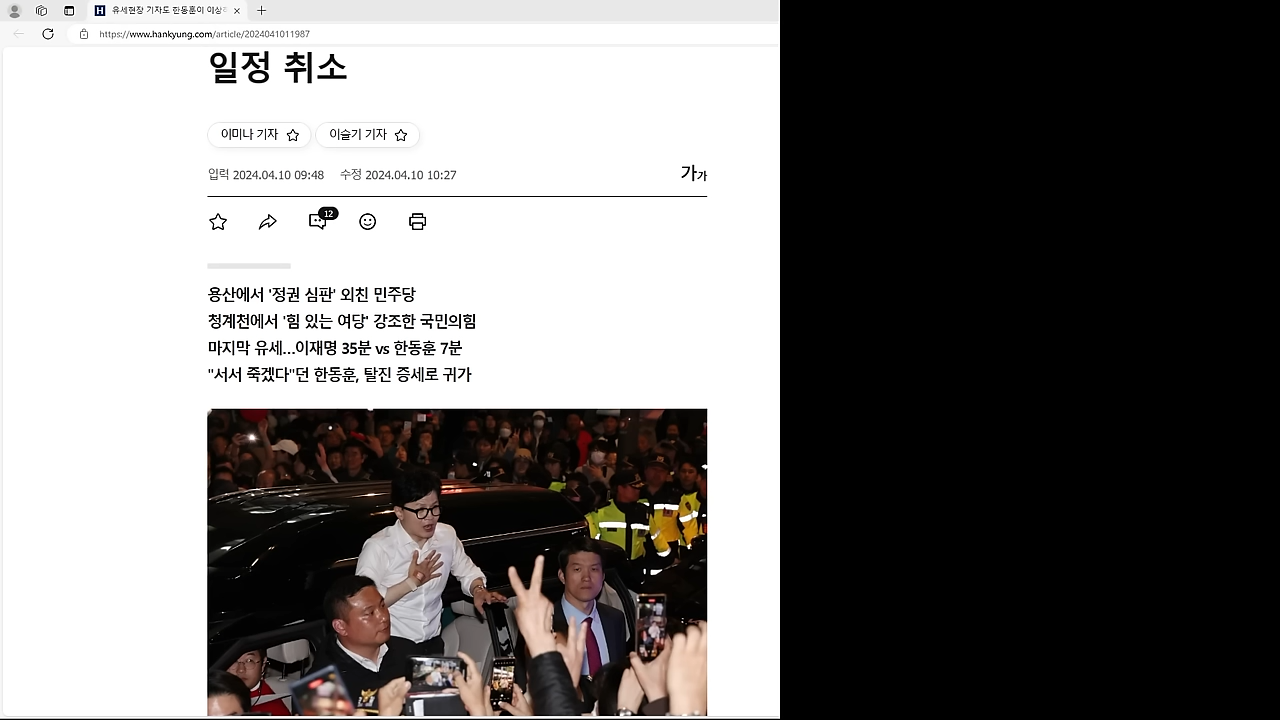 유세현장 기자도 한동훈이 이상
https://www.hankyung.com/article/2024041011987
일정 취소
이미나 기자
이슬기 기자
입력 2024.04.10 09:48 수정 2024.04.10 10:27
가가
12
용산에서 '정권 심판' 외친 민주당
청계천에서 '힘 있는 여당' 강조한 국민의힘
마지막 유세…이재명 35분 vs 한동훈 7분
"서서 죽겠다"던 한동훈, 탈진 증세로 귀가